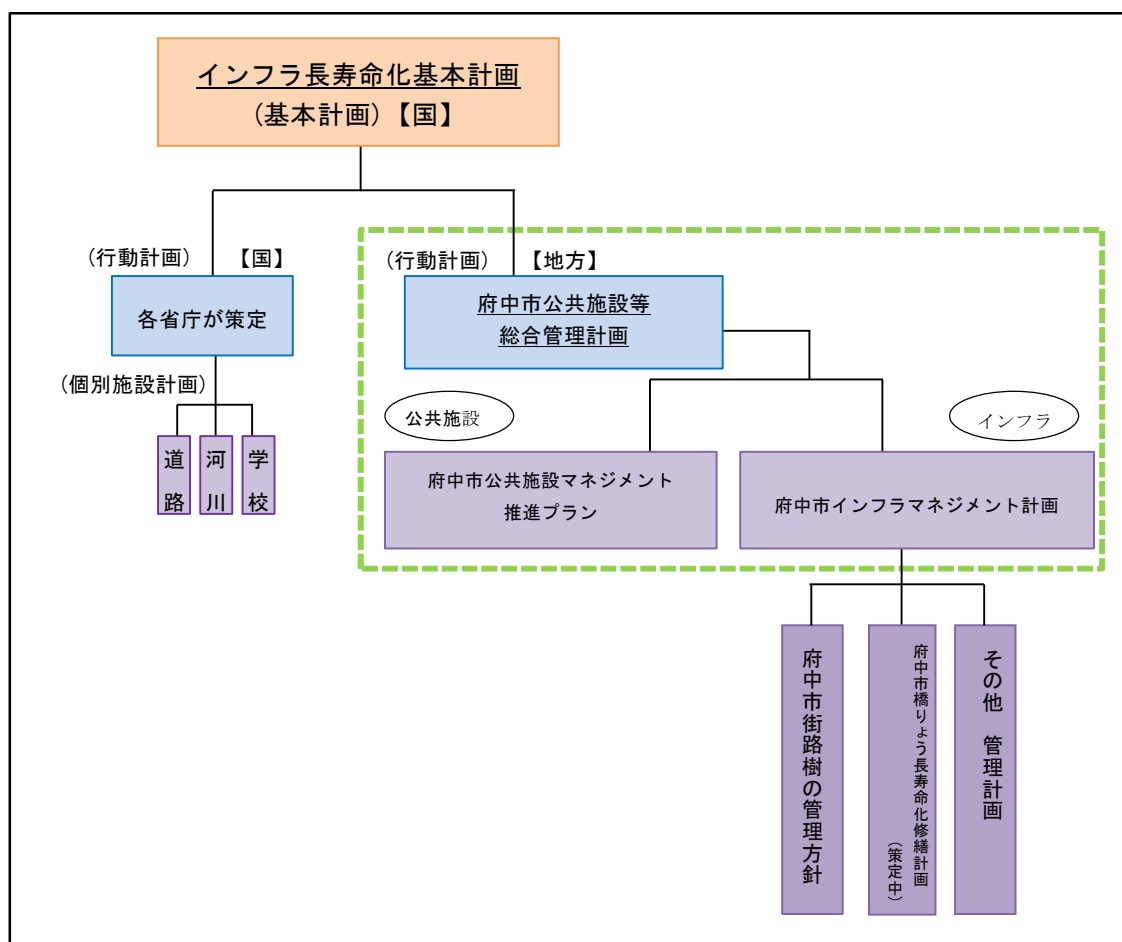 インフラ長寿命化基本計画
(基本計画)【国】
(行動計画) 【国】
各省庁が策定
(個別施設計画)
道路
河川
学校
(行動計画) 【地方】
府中市公共施設等
総合管理計画
公共施設
インフラ
府中市公共施設マネジメント
推進プラン
府中市インフラマネジメント計画
府中市街路樹の管理方針
府中市橋りょう長寿命化修繕計画
(策定中)
その他 管理計画